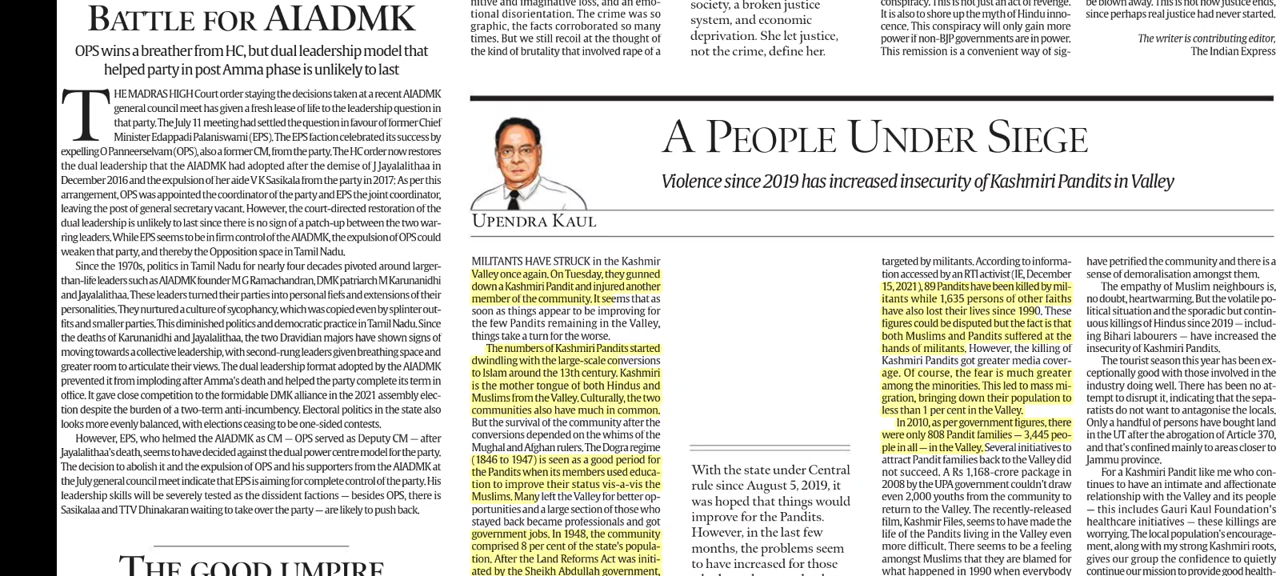 BATTLE FOR AIADMK
OPS wins a breather from HC, but dual leadership model that
helped party in post Amma phase is unlikely to last
THE MADRAS HIGH Court order staying the decisions taken at a recent AIADMK
general council meet has given a fresh lease of life to the leadership question in
that party. The July 11 meeting had settled the question in favour of former Chief
Minister Edappadi Palaniswami (EPS). The EPS faction celebrated its success by
expelling O Panneerselvam (OPS), also a former CM, from the party. The HC order now restores
the dual leadership that the AIADMK had adopted after the demise of J Jayalalithaa in
December 2016 and the expulsion of her aide V K Sasikala from the party in 2017; As per this
arrangement, OPS was appointed the coordinator of the party and EPS the joint coordinator,
leaving the post of general secretary vacant. However, the court-directed restoration of the
dual leadership is unlikely to last since there is no sign of a patch-up between the two war-
ring leaders. While EPS seems to be in firm control of the AIADMK, the expulsion of OPS could
weaken that party, and thereby the Opposition space in Tamil Nadu.
Since the 1970s, politics in Tamil Nadu for nearly four decades pivoted around larger-
than-life leaders such as AIADMK founder M G Ramachandran, DMK patriarch M Karunanidhi
and Jayalalithaa. These leaders turned their parties into personal fiefs and extensions of their
personalities. They nurtured a culture of sycophancy, which was copied even by splinter out-
fits and smaller parties. This diminished politics and democratic practice in Tamil Nadu. Since
the deaths of Karunanidhi and Jayalalithaa, the two Dravidian majors have shown signs of
moving towards a collective leadership, with second-rung leaders given breathing space and
greater room to articulate their views. The dual leadership format adopted by the AIADMK
prevented it from imploding after Amma's death and helped the party complete its term in
office. It gave close competition to the formidable DMK alliance in the 2021 assembly elec-
tion despite the burden of a two-term anti-incumbency. Electoral politics in the state also
looks more evenly balanced, with elections ceasing to be one-sided contests.
However, EPS, who helmed the AIADMK as CM — OPS served as Deputy CM — after
Jayalalithaa's death, seems to have decided against the dual power centre model for the party.
The decision to abolish it and the expulsion of OPS and his supporters from the AIADMK at
the July general council meet indicate that EPS is aiming for complete control of the party. His
leadership skills will be severely tested as the dissident factions — besides OPS, there is
Sasikalaa and TTV Dhinakaran waiting to take over the party — are likely to push back.
THE GOOD UMPIRE
nitive and imaginative loss, and an emo-
tional disorientation. The crime was so
graphic, the facts corroborated so many
times. But we still recoil at the thought of
the kind of brutality that involved rape of a
society, a broken justice
system, and economic
deprivation. She let justice,
not the crime, define her.
conspiracy. This is not just an act of revenge.
It is also to shore up the myth of Hindu inno-
cence. This conspiracy will only gain more
power if non-BJP governments are in power.
This remission is a convenient way of sig-
be blown away. This is not how justice ends,
since perhaps real justice had never started.
The writer is contributing editor,
The Indian Express
A PEOPLE UNDER SIEGE
Violence since 2019 has increased insecurity of Kashmiri Pandits in Valley
UPENDRA KAUL
MILITANTS HAVE STRUCK in the Kashmir
Valley once again. On Tuesday, they gunned
down a Kashmiri Pandit and injured another
member of the community. It seems that as
soon as things appear to be improving for
the few Pandits remaining in the Valley,
things take a turn for the worse.
The numbers of Kashmiri Pandits started
dwindling with the large-scale conversions
to Islam around the 13th century. Kashmiri
is the mother tongue of both Hindus and
Muslims from the Valley. Culturally, the two
communities also have much in common.
But the survival of the community after the
conversions depended on the whims of the
Mughal and Afghan rulers. The Dogra regime
(1846 to 1947) is seen as a good period for
the Pandits when its members used educa-
tion to improve their status vis-a-vis the
Muslims. Many left the Valley for better op-
portunities and a large section of those who
stayed back became professionals and got
government jobs. In 1948, the community
comprised 8 per cent of the state's popula-
tion. After the Land Reforms Act was initi-
ated by the Sheikh Abdullah government,
With the state under Central
rule since August 5, 2019, it
was hoped that things would
improve for the Pandits.
However, in the last few
months, the problems seem
to have increased for those
targeted by militants. According to informa-
tion accessed by an RTI activist (IE, December
15, 2021), 89 Pandits have been killed by mil-
itants while 1,635 persons of other faiths
have also lost their lives since 1990. These
figures could be disputed but the fact is that
both Muslims and Pandits suffered at the
hands of militants. However, the killing of
Kashmiri Pandits got greater media cover-
age. Of course, the fear is much greater
among the minorities. This led to mass mi-
gration, bringing down their population to
less than 1 per cent in the Valley.
In 2010, as per government figures, there
were only 808 Pandit families — 3,445 peo-
ple in all — in the Valley. Several initiatives to
attract Pandit families back to the Valley did
not succeed. A Rs 1,168-crore package in
2008 by the UPA government couldn't draw
even 2,000 youths from the community to
return to the Valley. The recently-released
film, Kashmir Files, seems to have made the
life of the Pandits living in the Valley even
more difficult. There seems to be a feeling
amongst Muslims that they are blamed for
what happened in 1990 when everybody
have petrified the community and there is a
sense of demoralisation amongst them.
The empathy of Muslim neighbours is,
no doubt, heartwarming. But the volatile po-
litical situation and the sporadic but contin-
uous killings of Hindus since 2019 — includ-
ing Bihari labourers — have increased the
insecurity of Kashmiri Pandits.
The tourist season this year has been ex-
ceptionally good with those involved in the
industry doing well. There has been no at-
tempt to disrupt it, indicating that the sepa-
ratists do not want to antagonise the locals.
Only a handful of persons have bought land
in the UT after the abrogation of Article 370,
and that's confined mainly to areas closer to
Jammu province.
For a Kashmiri Pandit like me who con-
tinues to have an intimate and affectionate
relationship with the Valley and its people
— this includes Gauri Kaul Foundation's
healthcare initiatives — these killings are
worrying. The local population's encourage-
ment, along with my strong Kashmiri roots,
gives our group the confidence to quietly
continue our mission to provide good health-